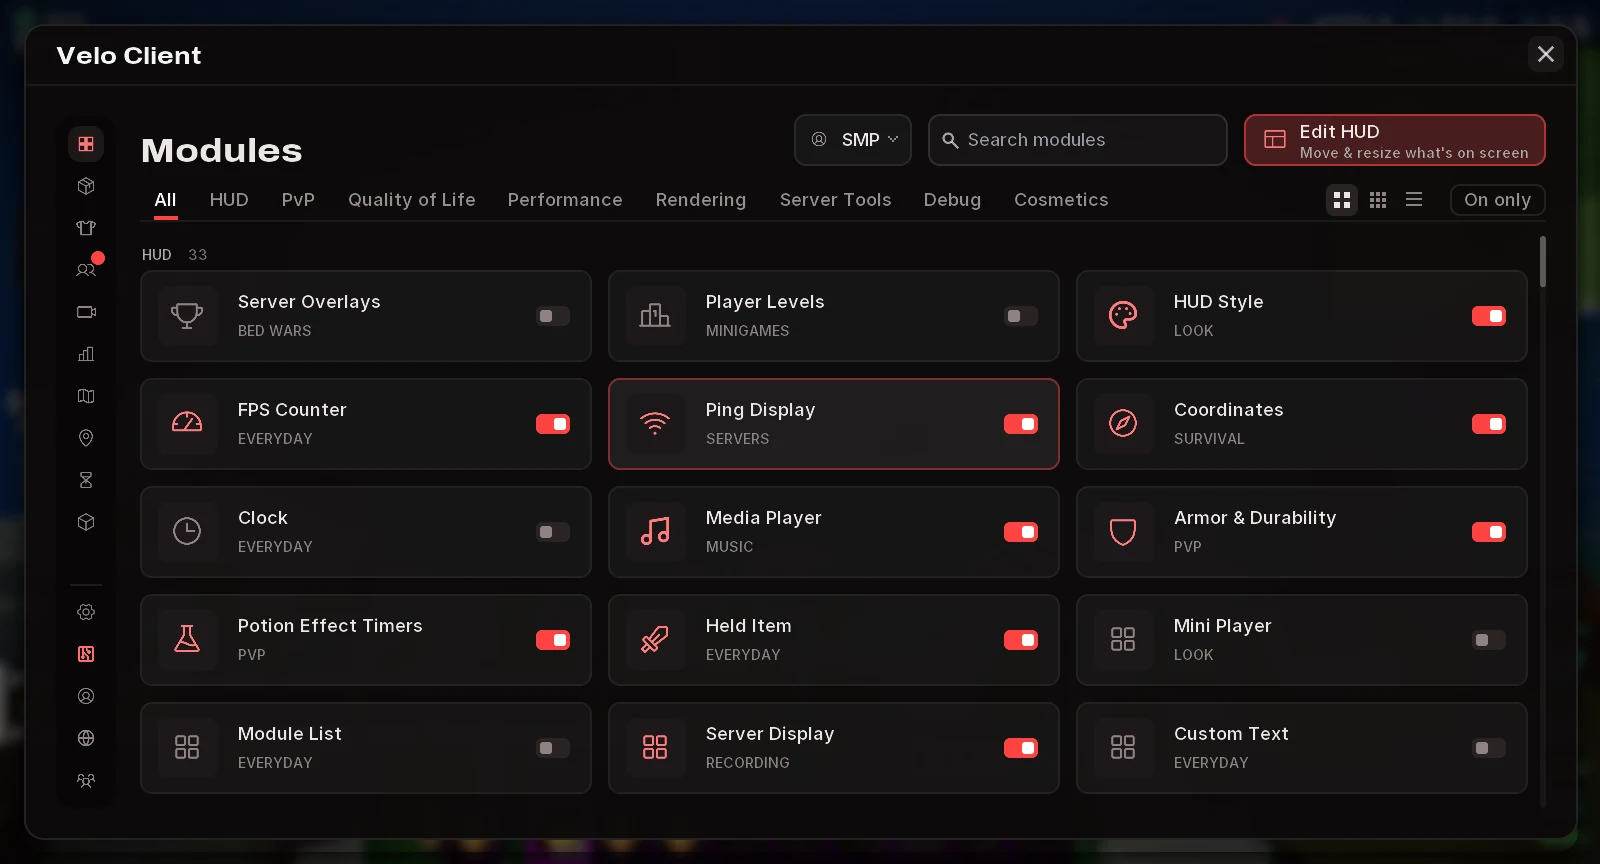 Velo Client
Modules
SMP
Search modules
Edit HUD
Move & resize what's on screen
All HUD PvP Quality of Life Performance Rendering Server Tools Debug Cosmetics
On only
HUD 33
Server Overlays
BED WARS
Player Levels
MINIGAMES
HUD Style
LOOK
FPS Counter
EVERYDAY
Ping Display
SERVERS
Coordinates
SURVIVAL
Clock
EVERYDAY
Media Player
MUSIC
Armor & Durability
PVP
Potion Effect Timers
PVP
Held Item
EVERYDAY
Mini Player
LOOK
Module List
EVERYDAY
Server Display
RECORDING
Custom Text
EVERYDAY